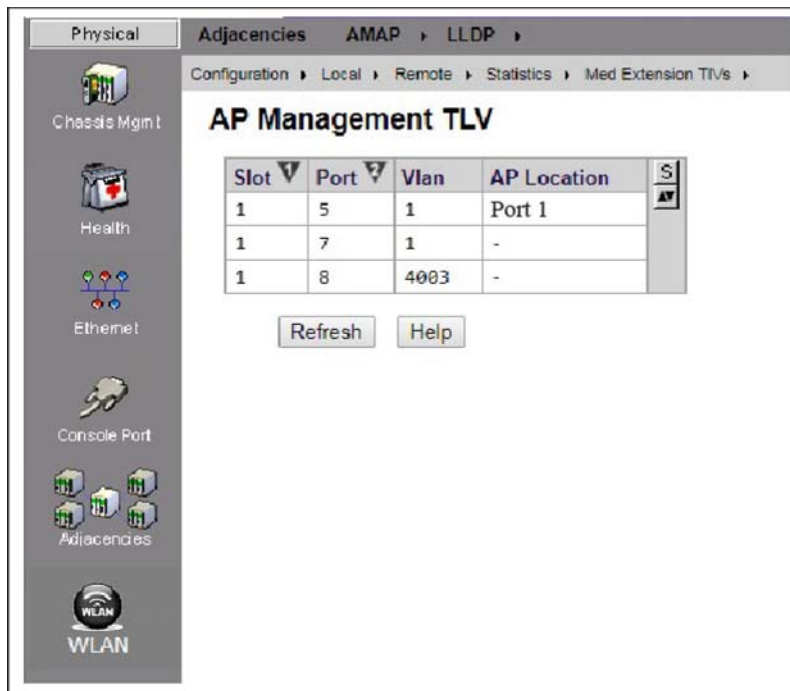 Physical
Adjacencies AMAP LLDP
Configuration Local Remote Statistics Med Extension TlVs
Chassis Mgmt
Health
Ethernet
Console Port
Adjacencies
WLAN
WLAN
AP Management TLV
Slot 1 Port 2 Vlan AP Location S
1 5 1 Port 1
1 7 1 -
1 8 4003 -
Refresh Help